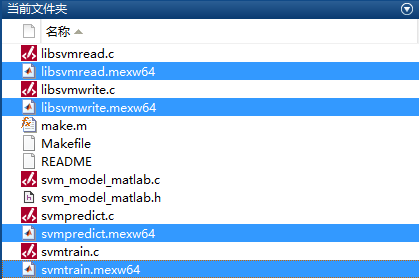 当前文件夹
名称
libsvmread.c
libsvmread.mexw64
libsvmwrite.c
libsvmwrite.mexw64
make.m
Makefile
README
svm_model_matlab.c
svm_model_matlab.h
svmpredict.c
svmpredict.mexw64
svmtrain.c
svmtrain.mexw64